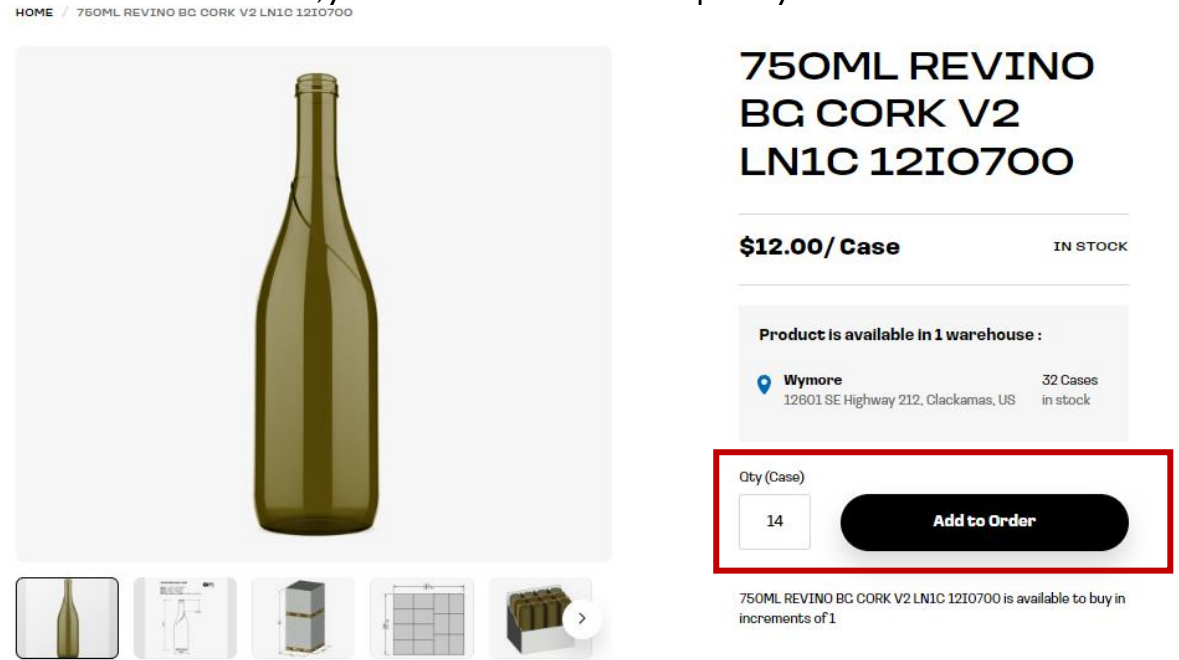 HOME / 750ML REVINO BG CORK V2 LN1C 12I0700
750ML REVINO
BG CORK V2
LN1C 12I0700
$12.00/ Case
IN STOCK
Product is available in 1 warehouse :
Wymore
32 Cases
12601 SE Highway 212, Clackamas, US
in stock
Qty (Case)
14
Add to Order
750ML REVINO BG CORK V2 LN1C 12I0700 is available to buy in
increments of 1